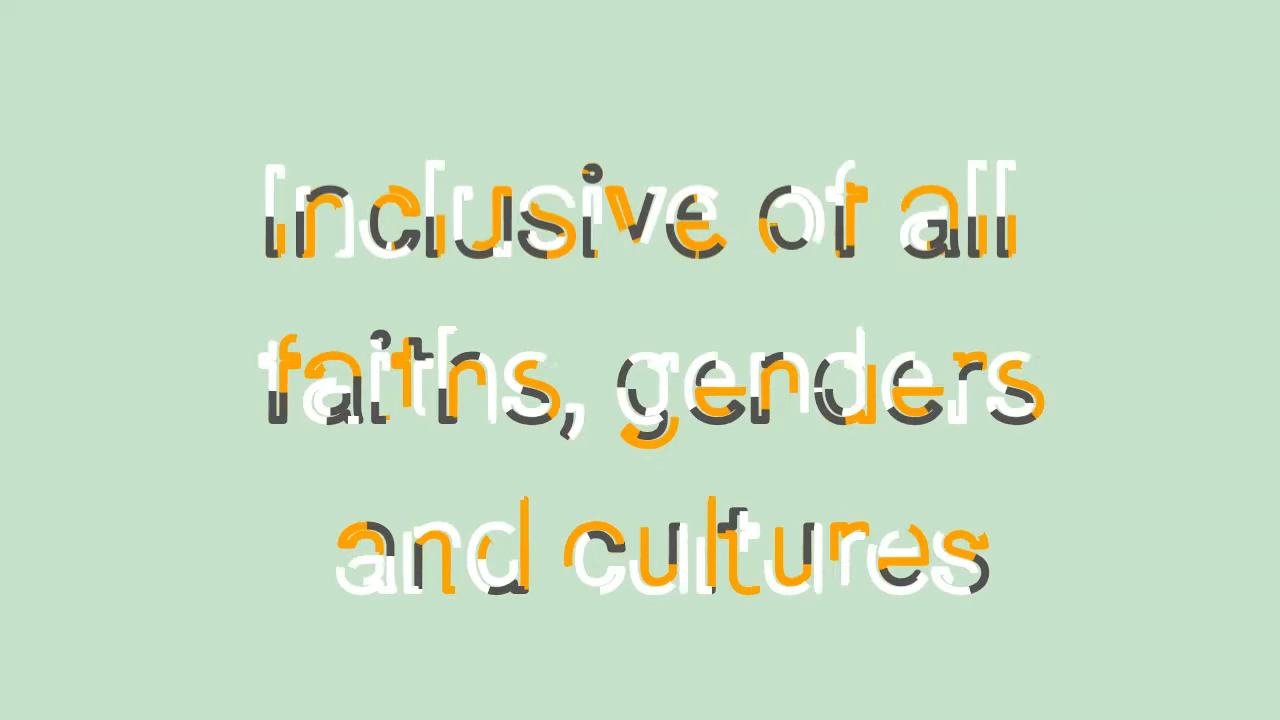 Inclusive of all
faiths, genders
and cultures